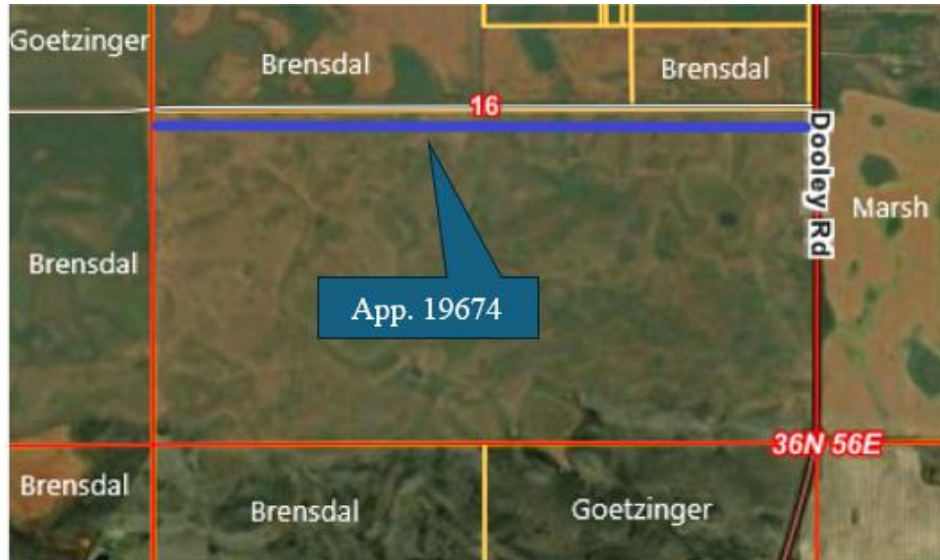 Goetzinger
Brensdal
Brensdal
16
Dooley Rd
Marsh
Brensdal
App. 19674
36N 56E
Brensdal
Brensdal
Goetzinger